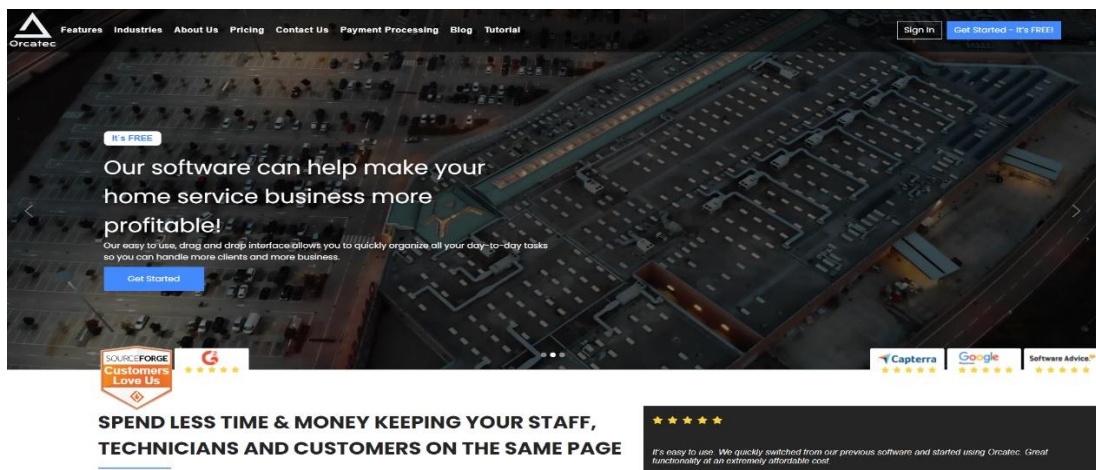 Orcatec
Features Industries About Us Pricing Contact Us Payment Processing Blog Tutorial
Sign In
Get Started - It's FREE!
It's FREE
Our software can help make your
home service business more
profitable!
Our easy to use, drag and drop interface allows you to quickly organize all your day-to-day tasks
so you can handle more clients and more business.
Get Started
SOURCEFORGE
Customers
Love Us
Capterra
Google
Software Advice.
SPEND LESS TIME & MONEY KEEPING YOUR STAFF,
TECHNICIANS AND CUSTOMERS ON THE SAME PAGE
It's easy to use. We quickly switched from our previous software and started using Orcatec. Great
functionality at an extremely affordable cost